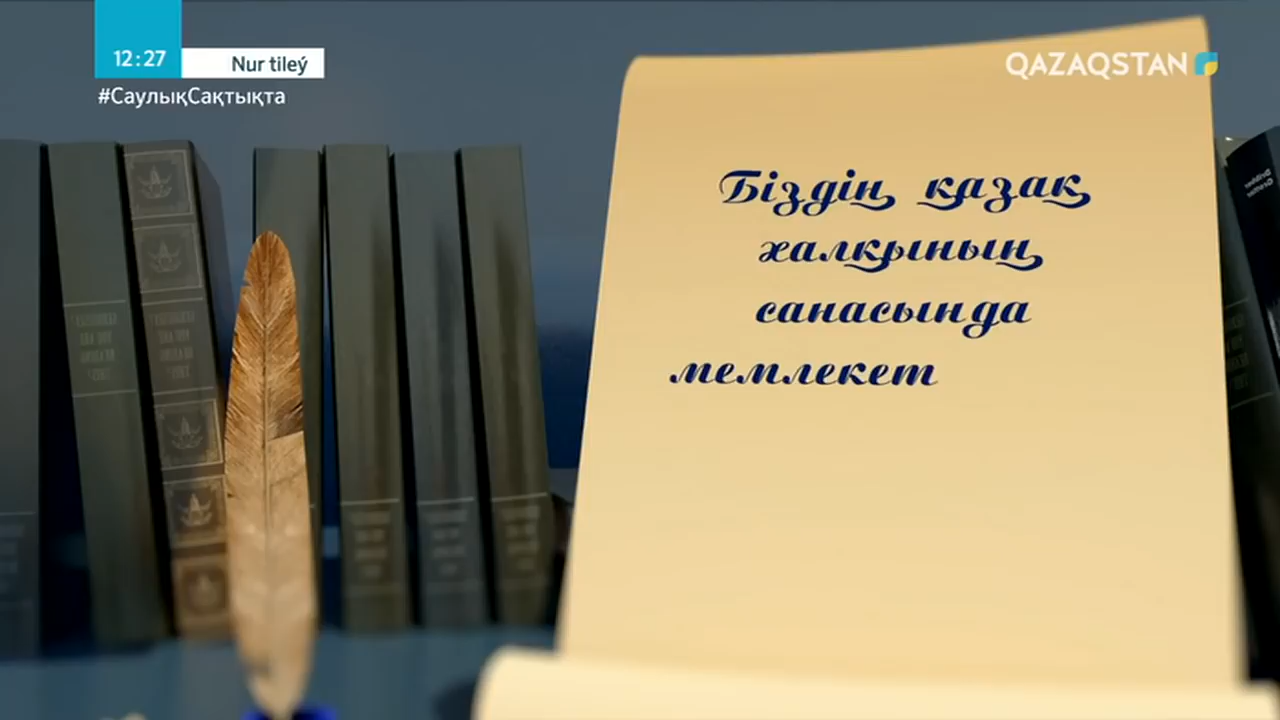 12:27
Nur tileý
#СаулықСақтықта
QAZAQSTAN
Біздің қазақ
халқының
санасында
мемлекет